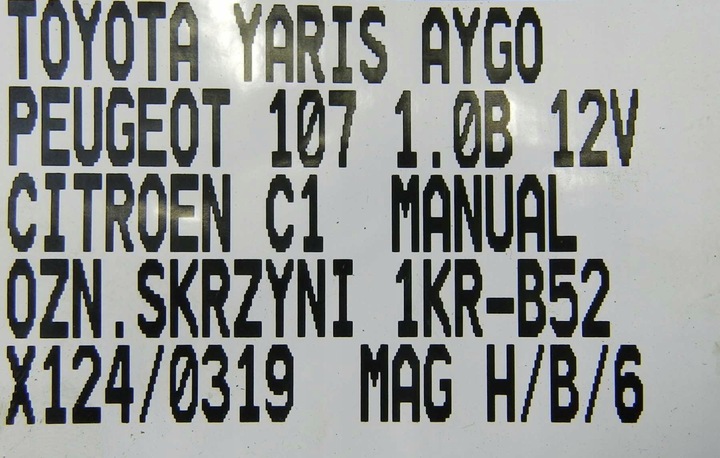 TOYOTA YARIS AYGO
PEUGEOT 107 1.0B 12V
CITROEN C1 MANUAL
OZN.SKRZYNI 1KR-B52
X124/0319 MAG H/B/6